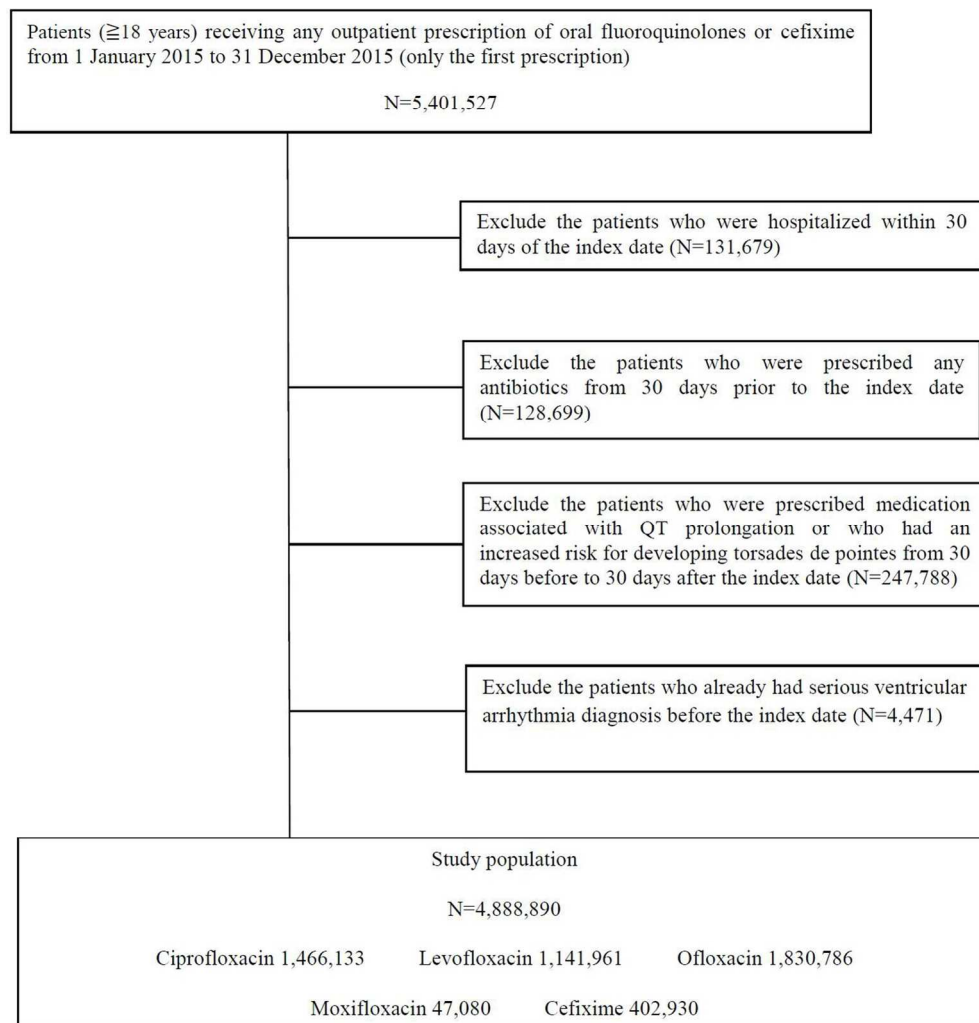 Patients (≧18 years) receiving any outpatient prescription of oral fluoroquinolones or cefixime
from 1 January 2015 to 31 December 2015 (only the first prescription)
N=5,401,527
Exclude the patients who were hospitalized within 30
days of the index date (N=131,679)
Exclude the patients who were prescribed any
antibiotics from 30 days prior to the index date
(N=128,699)
Exclude the patients who were prescribed medication
associated with QT prolongation or who had an
increased risk for developing torsades de pointes from 30
days before to 30 days after the index date (N=247,788)
Exclude the patients who already had serious ventricular
arrhythmia diagnosis before the index date (N=4,471)
Study population
N=4,888,890
Ciprofloxacin 1,466,133 Levofloxacin 1,141,961 Ofloxacin 1,830,786
Moxifloxacin 47,080 Cefixime 402,930